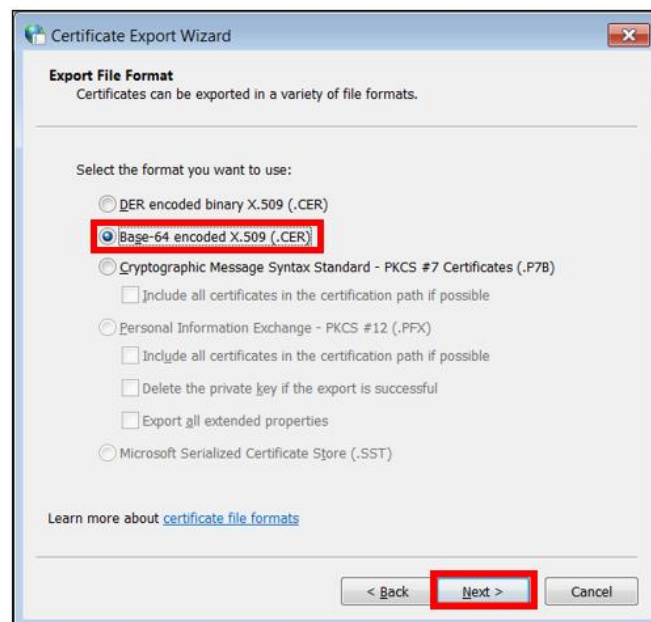 Certificate Export Wizard
Export File Format
Certificates can be exported in a variety of file formats.
Select the format you want to use:
DER encoded binary X.509 (.CER)
Base-64 encoded X.509 (.CER)
Cryptographic Message Syntax Standard - PKCS #7 Certificates (.P7B)
Include all certificates in the certification path if possible
Personal Information Exchange - PKCS #12 (.PFX)
Include all certificates in the certification path if possible
Delete the private key if the export is successful
Export all extended properties
Microsoft Serialized Certificate Store (.SST)
Learn more about certificate file formats
< Back Next > Cancel